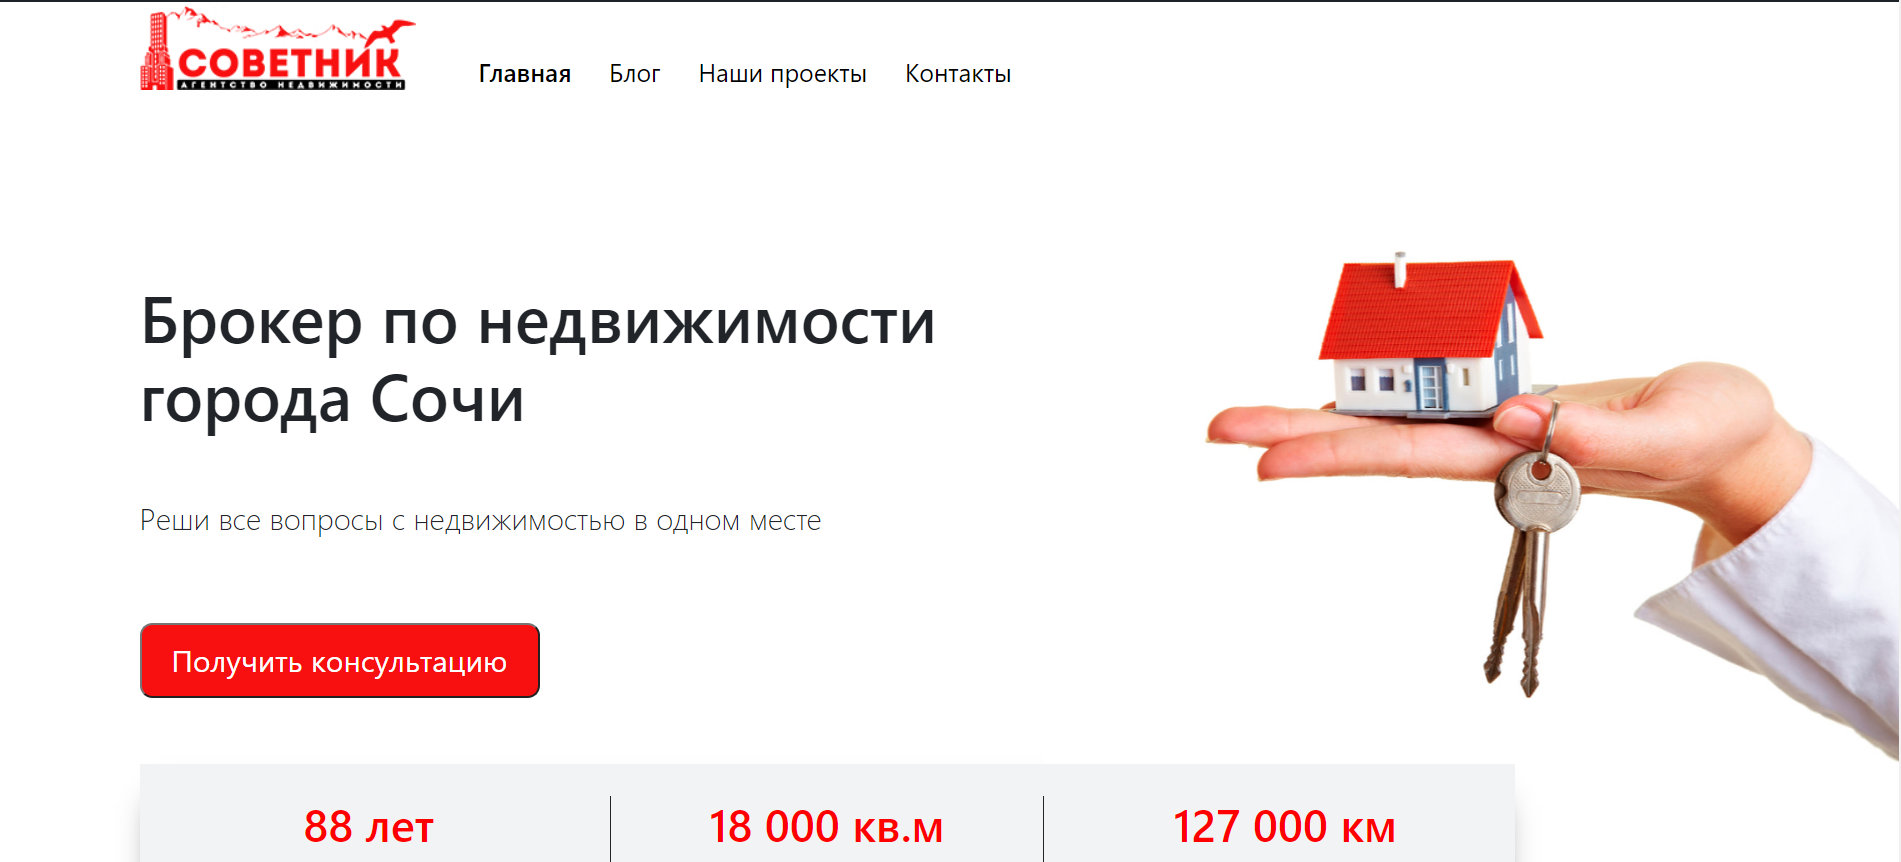 СОВЕТНИК
АГЕНТСТВО НЕДВИЖИМОСТИ
Главная Блог Наши проекты Контакты
Брокер по недвижимости
города Сочи
Реши все вопросы с недвижимостью в одном месте
Получить консультацию
88 лет 18 000 кв.м 127 000 км